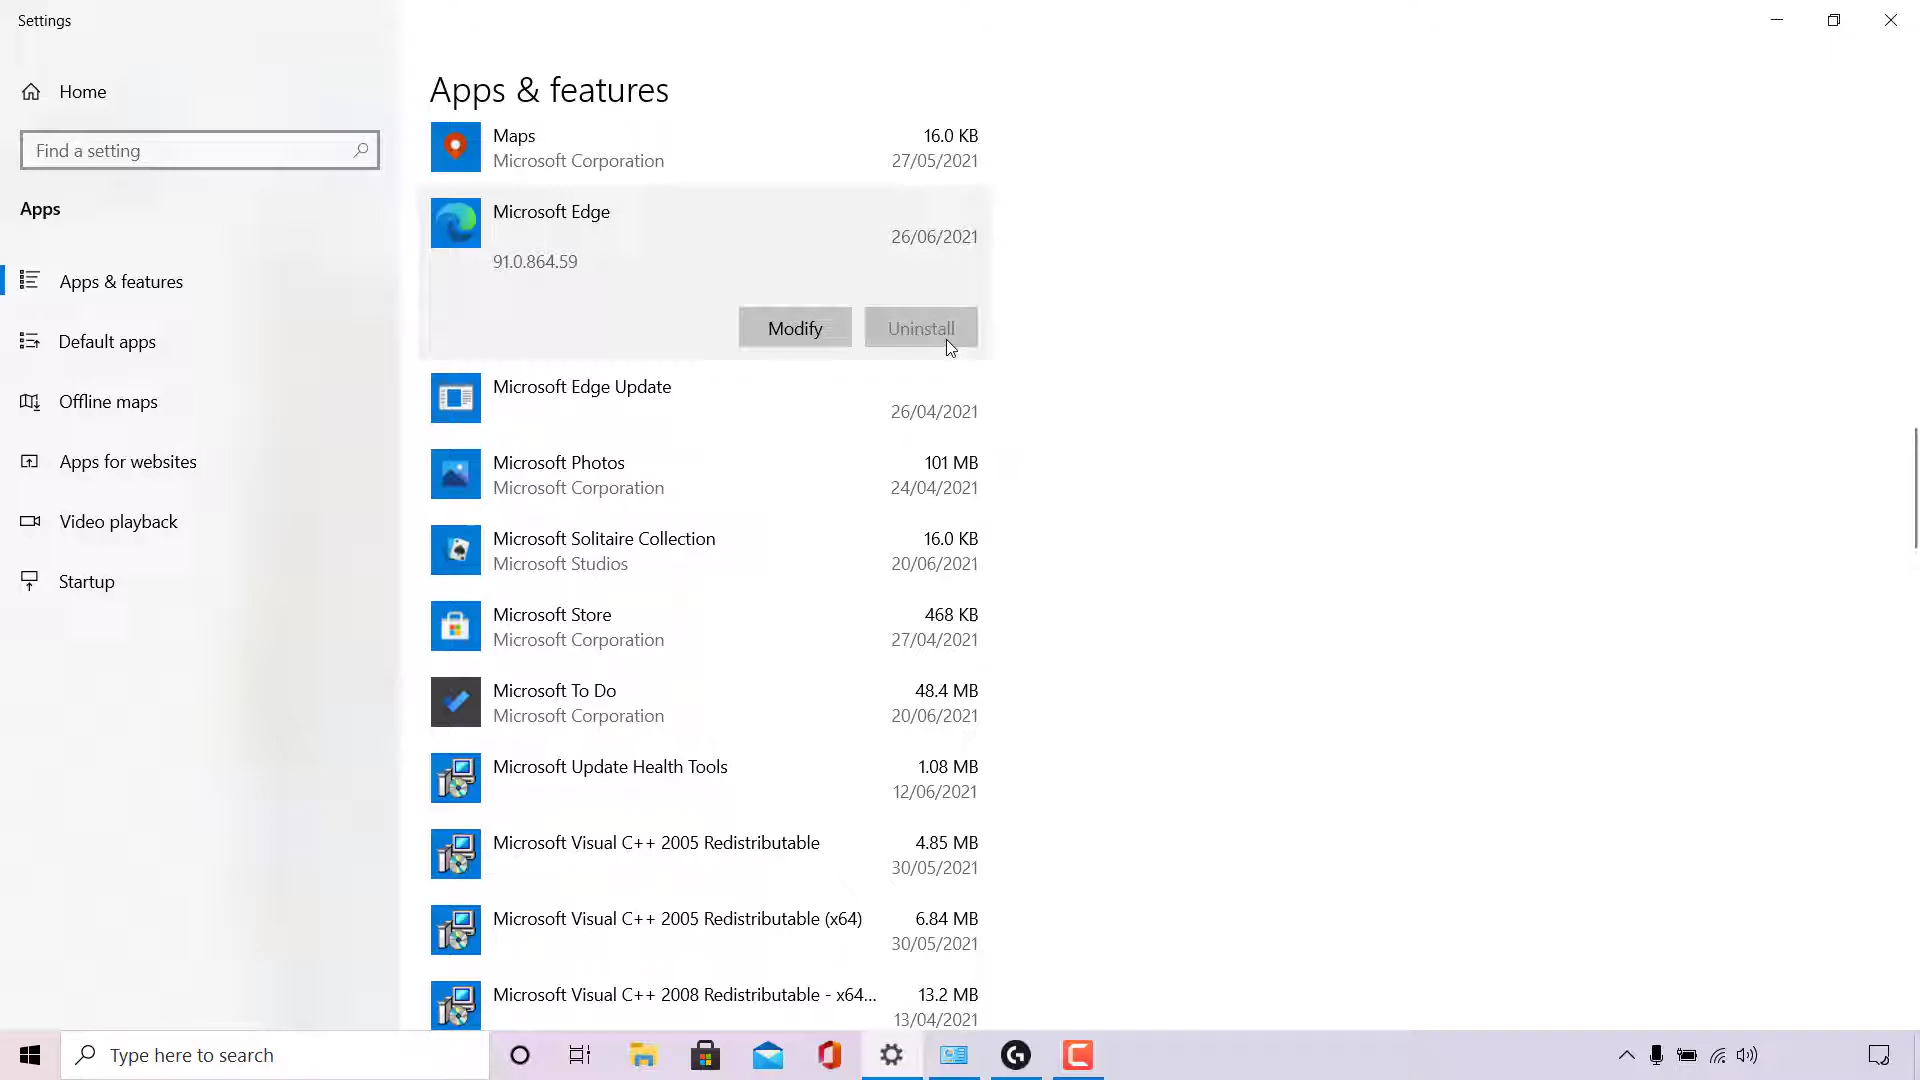 Settings
Home
Find a setting
Apps
Apps & features
Default apps
Offline maps
Apps for websites
Video playback
Startup
Apps & features
Maps 16.0 KB
Microsoft Corporation 27/05/2021
Microsoft Edge
26/06/2021
91.0.864.59
Modify Uninstall
Microsoft Edge Update
26/04/2021
Microsoft Photos 101 MB
Microsoft Corporation 24/04/2021
Microsoft Solitaire Collection 16.0 KB
Microsoft Studios 20/06/2021
Microsoft Store 468 KB
Microsoft Corporation 27/04/2021
Microsoft To Do 48.4 MB
Microsoft Corporation 20/06/2021
Microsoft Update Health Tools 1.08 MB
12/06/2021
Microsoft Visual C++ 2005 Redistributable 4.85 MB
30/05/2021
Microsoft Visual C++ 2005 Redistributable (x64) 6.84 MB
30/05/2021
Microsoft Visual C++ 2008 Redistributable - x64... 13.2 MB
13/04/2021
Type here to search